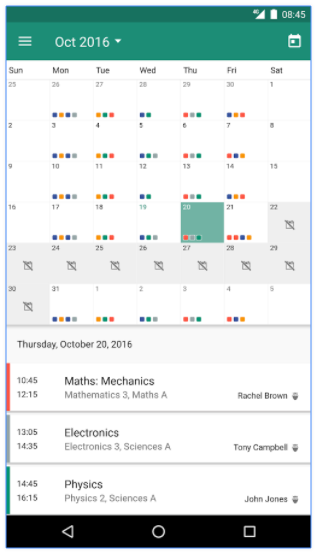 4G 08:45
Oct 2016
Sun Mon Tue Wed Thu Fri Sat
25 26 27 28 29 30 1
2 3 4 5 6 7 8
9 10 11 12 13 14 15
16 17 18 19 20 21 22
23 24 25 26 27 28 29
30 31 1 2 3 4 5
Thursday, October 20, 2016
10:45 Maths: Mechanics
12:15 Mathematics 3, Maths A Rachel Brown
13:05 Electronics
14:35 Electronics 3, Sciences A Tony Campbell
14:45 Physics
16:15 Physics 2, Sciences A John Jones